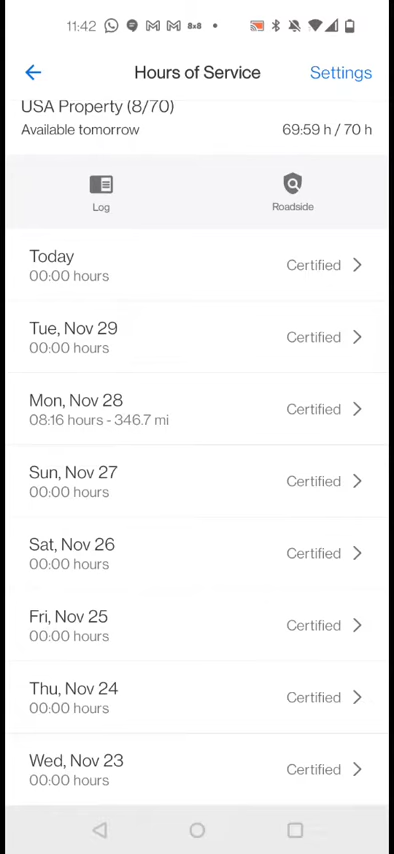 11:42 8x8
Hours of Service Settings
USA Property (8/70)
Available tomorrow 69:59 h / 70 h
Log Roadside
Today
00:00 hours Certified
Tue, Nov 29
00:00 hours Certified
Mon, Nov 28
08:16 hours - 346.7 mi Certified
Sun, Nov 27
00:00 hours Certified
Sat, Nov 26
00:00 hours Certified
Fri, Nov 25
00:00 hours Certified
Thu, Nov 24
00:00 hours Certified
Wed, Nov 23
00:00 hours Certified